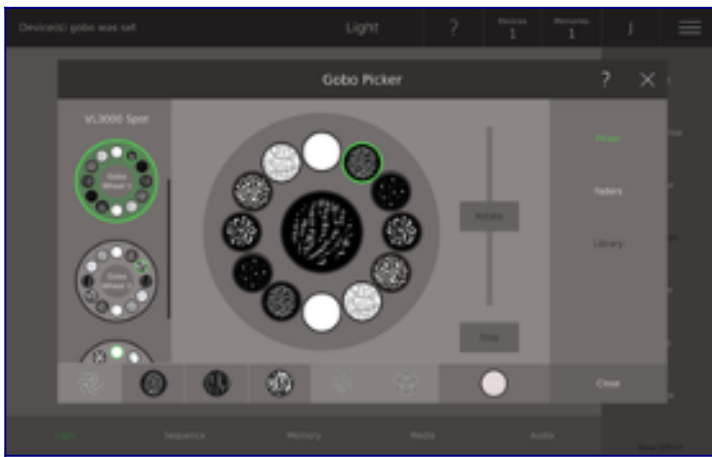 Device(s) gobo was set
Light
?
Devices
1
Memories
1
Gobo Picker
?
VL3000 Spot
Gobo
Wheel 1
Gobo
Wheel 1
Rotate
Stop
Picker
Faders
Library
Close
Light
Sequence
Memory
Media
Audio